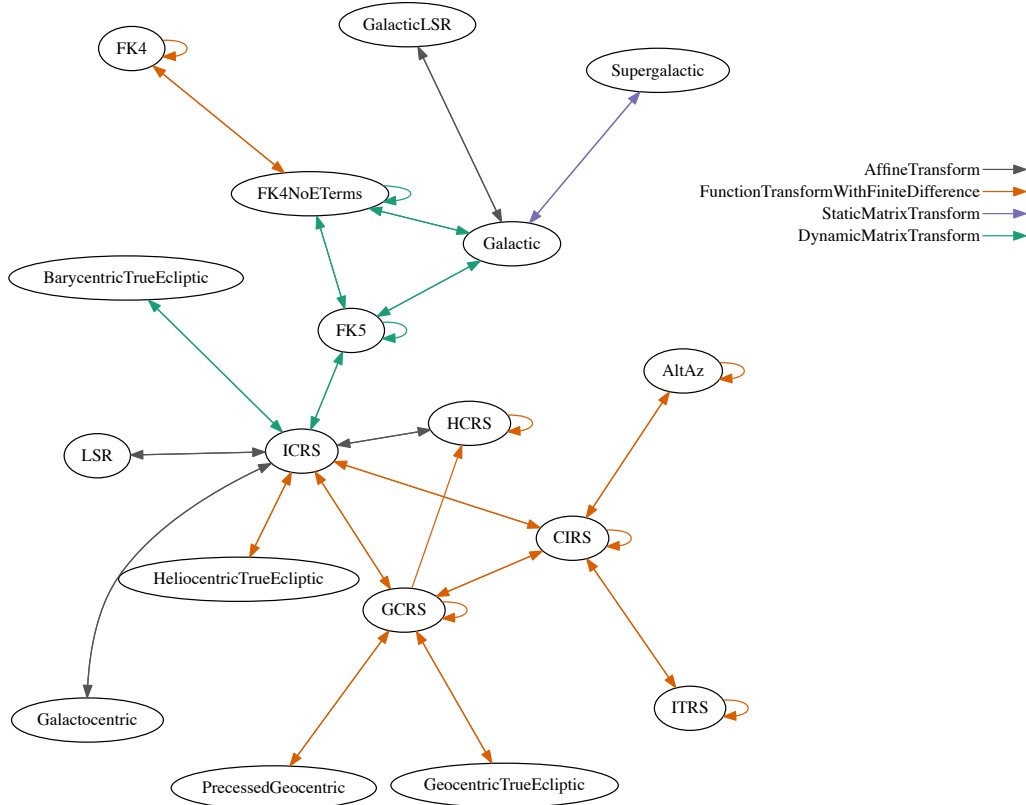 GalacticLSR
FK4
Supergalactic
AffineTransform
FunctionTransformWithFiniteDifference
StaticMatrixTransform
DynamicMatrixTransform
FK4NoETerms
Galactic
BarycentricTrueEcliptic
FK5
AltAz
HCRS
LSR
ICRS
CIRS
HeliocentricTrueEcliptic
GCRS
ITRS
Galactocentric
PrecessedGeocentric
GeocentricTrueEcliptic